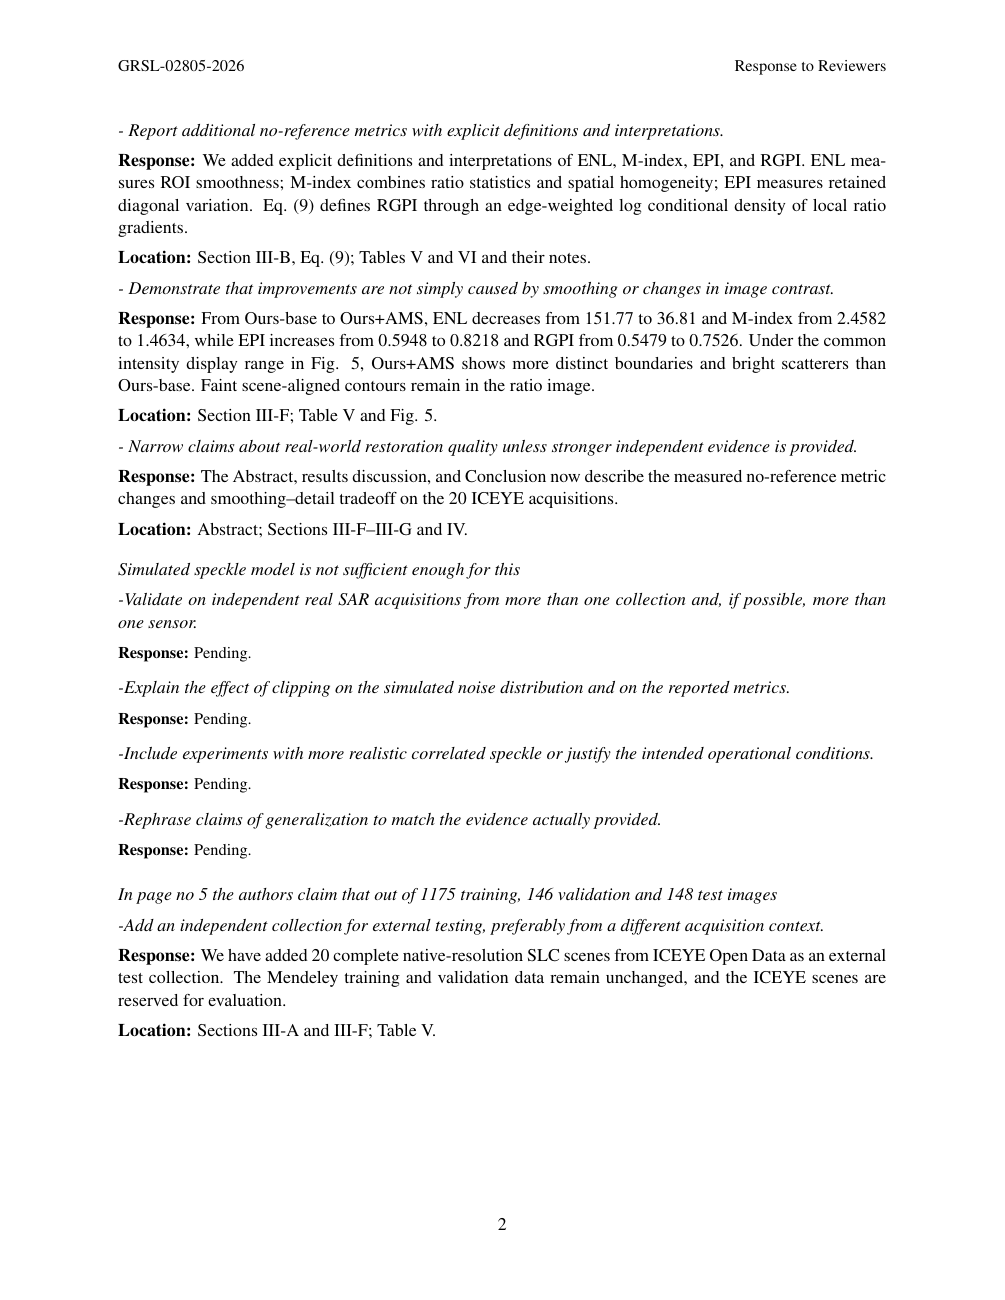 GRSL-02805-2026
Response to Reviewers
- Report additional no-reference metrics with explicit definitions and interpretations.
Response: We added explicit definitions and interpretations of ENL, M-index, EPI, and RGPI. ENL mea-
sures ROI smoothness; M-index combines ratio statistics and spatial homogeneity; EPI measures retained
diagonal variation. Eq. (9) defines RGPI through an edge-weighted log conditional density of local ratio
gradients.
Location: Section III-B, Eq. (9); Tables V and VI and their notes.
- Demonstrate that improvements are not simply caused by smoothing or changes in image contrast.
Response: From Ours-base to Ours+AMS, ENL decreases from 151.77 to 36.81 and M-index from 2.4582
to 1.4634, while EPI increases from 0.5948 to 0.8218 and RGPI from 0.5479 to 0.7526. Under the common
intensity display range in Fig. 5, Ours+AMS shows more distinct boundaries and bright scatterers than
Ours-base. Faint scene-aligned contours remain in the ratio image.
Location: Section III-F; Table V and Fig. 5.
- Narrow claims about real-world restoration quality unless stronger independent evidence is provided.
Response: The Abstract, results discussion, and Conclusion now describe the measured no-reference metric
changes and smoothing–detail tradeoff on the 20 ICEYE acquisitions.
Location: Abstract; Sections III-F–III-G and IV.
Simulated speckle model is not sufficient enough for this
-Validate on independent real SAR acquisitions from more than one collection and, if possible, more than
one sensor.
Response: Pending.
-Explain the effect of clipping on the simulated noise distribution and on the reported metrics.
Response: Pending.
-Include experiments with more realistic correlated speckle or justify the intended operational conditions.
Response: Pending.
-Rephrase claims of generalization to match the evidence actually provided.
Response: Pending.
In page no 5 the authors claim that out of 1175 training, 146 validation and 148 test images
-Add an independent collection for external testing, preferably from a different acquisition context.
Response: We have added 20 complete native-resolution SLC scenes from ICEYE Open Data as an external
test collection. The Mendeley training and validation data remain unchanged, and the ICEYE scenes are
reserved for evaluation.
Location: Sections III-A and III-F; Table V.
2